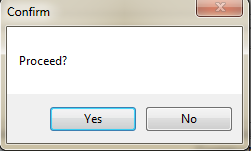 Confirm
Proceed?
Yes
No